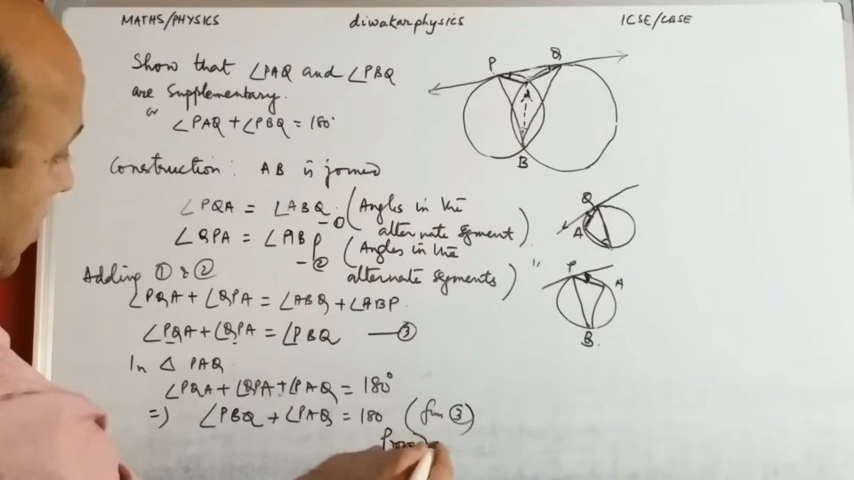 MATHS/PHYSICS diwakarphysics ICSE/CBSE
Show that ∠PAQ and ∠PBQ
are Supplementary.
or
∠PAQ + ∠PBQ = 180°
Construction: AB is joined
∠PQA = ∠ABQ -① (Angles in the
alternate segment)
∠QPA = ∠ABP -② (Angles in the
alternate segments)
Adding ① & ②
∠PQA + ∠QPA = ∠ABQ + ∠ABP.
∠PQA + ∠QPA = ∠PBQ —③
In △ PAQ
∠PQA + ∠QPA + ∠PAQ = 180°
=) ∠PBQ + ∠PAQ = 180 (from ③)
P Q
A
B
Q
A
P A
B.